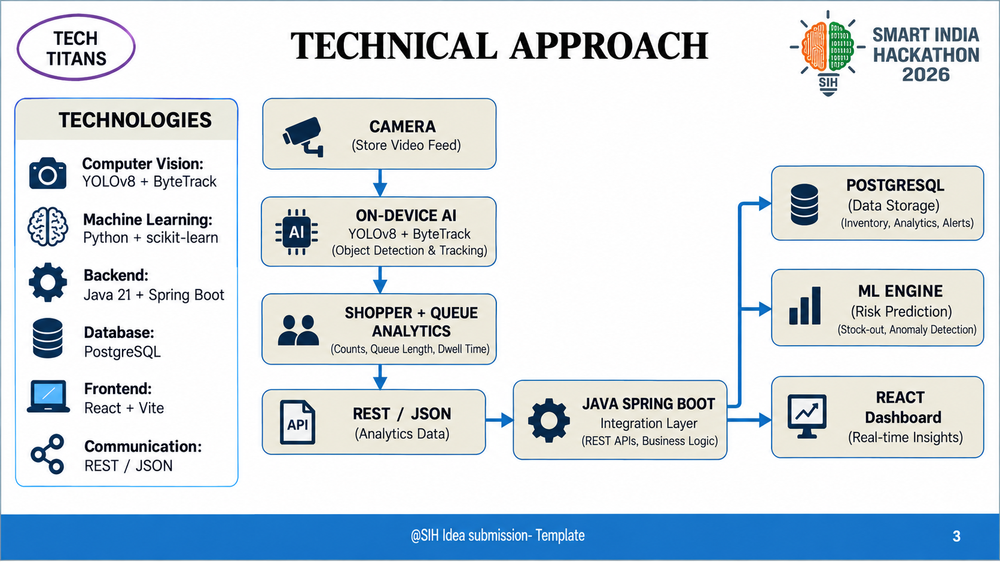 TECH
TITANS
TECHNICAL APPROACH
SMART INDIA
HACKATHON
2026
SIH
TECHNOLOGIES
Computer Vision:
YOLOv8 + ByteTrack
Machine Learning:
Python + scikit-learn
Backend:
Java 21 + Spring Boot
Database:
PostgreSQL
Frontend:
React + Vite
Communication:
REST / JSON
CAMERA
(Store Video Feed)
AI
ON-DEVICE AI
YOLOv8 + ByteTrack
(Object Detection & Tracking)
SHOPPER + QUEUE
ANALYTICS
(Counts, Queue Length, Dwell Time)
API
REST / JSON
(Analytics Data)
JAVA SPRING BOOT
Integration Layer
(REST APIs, Business Logic)
POSTGRESQL
(Data Storage)
(Inventory, Analytics, Alerts)
ML ENGINE
(Risk Prediction)
(Stock-out, Anomaly Detection)
REACT
Dashboard
(Real-time Insights)
@SIH Idea submission- Template
3